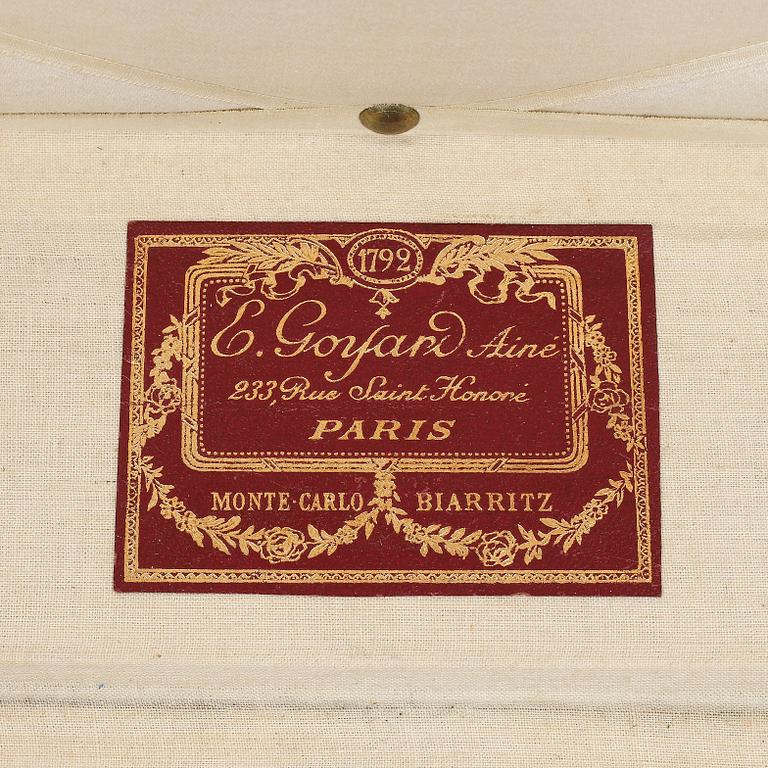 1792
E. Goyard Aîné
233, Rue Saint Honoré
PARIS
MONTE-CARLO BIARRITZ